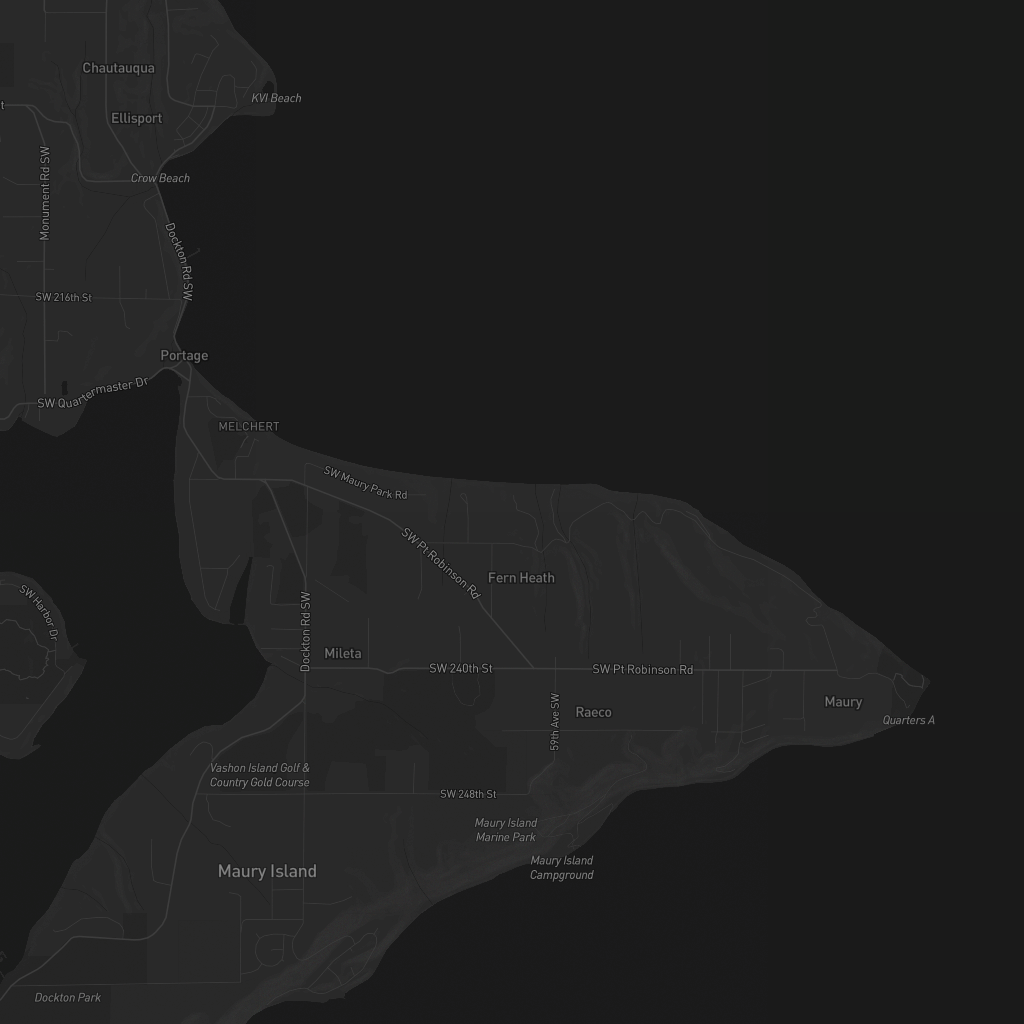 Chautauqua
KVI Beach
t
Ellisport
Monument Rd SW
Crow Beach
Dockton Rd SW
SW 216th St
Portage
SW Quartermaster Dr
MELCHERT
SW Maury Park Rd
SW Pt Robinson Rd
Fern Heath
SW Harbor Dr
Dockton Rd SW
Mileta
SW 240th St
SW Pt Robinson Rd
Maury
59th Ave SW
Raeco
Quarters A
Vashon Island Golf &
Country Gold Course
SW 248th St
Maury Island
Marine Park
Maury Island
Campground
Maury Island
Dockton Park